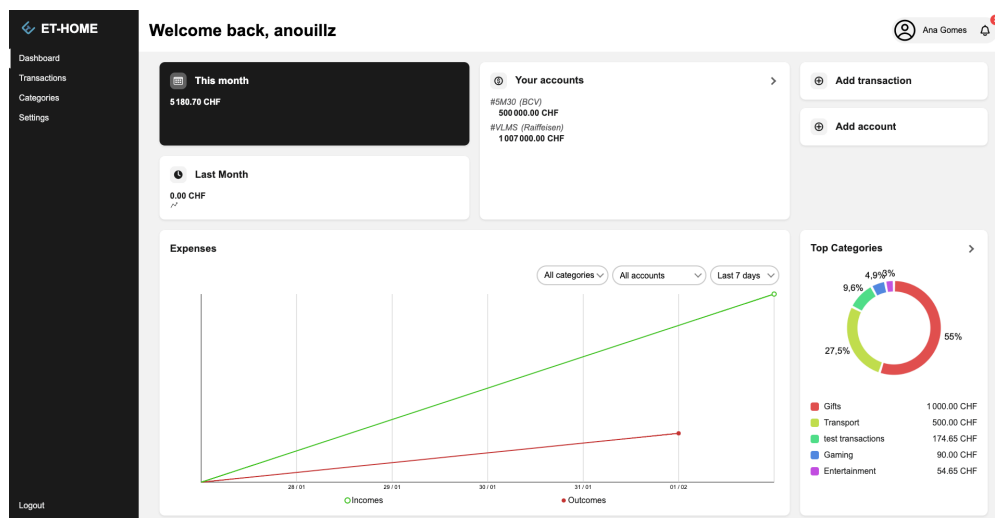 ET-HOME
Dashboard
Transactions
Categories
Settings
Logout
Welcome back, anouillz
Ana Gomes
This month
5 180.70 CHF
Last Month
0.00 CHF
Your accounts
#5M30 (BCV)
500 000.00 CHF
#VLMS (Raiffeisen)
1 007 000.00 CHF
Add transaction
Add account
Expenses
All categories
All accounts
Last 7 days
28 / 01
29 / 01
30 / 01
31 / 01
01 / 02
Incomes
Outcomes
Top Categories
4,9%
9,6%
27,5%
55%
Gifts 1 000.00 CHF
Transport 500.00 CHF
test transactions 174.65 CHF
Gaming 90.00 CHF
Entertainment 54.65 CHF